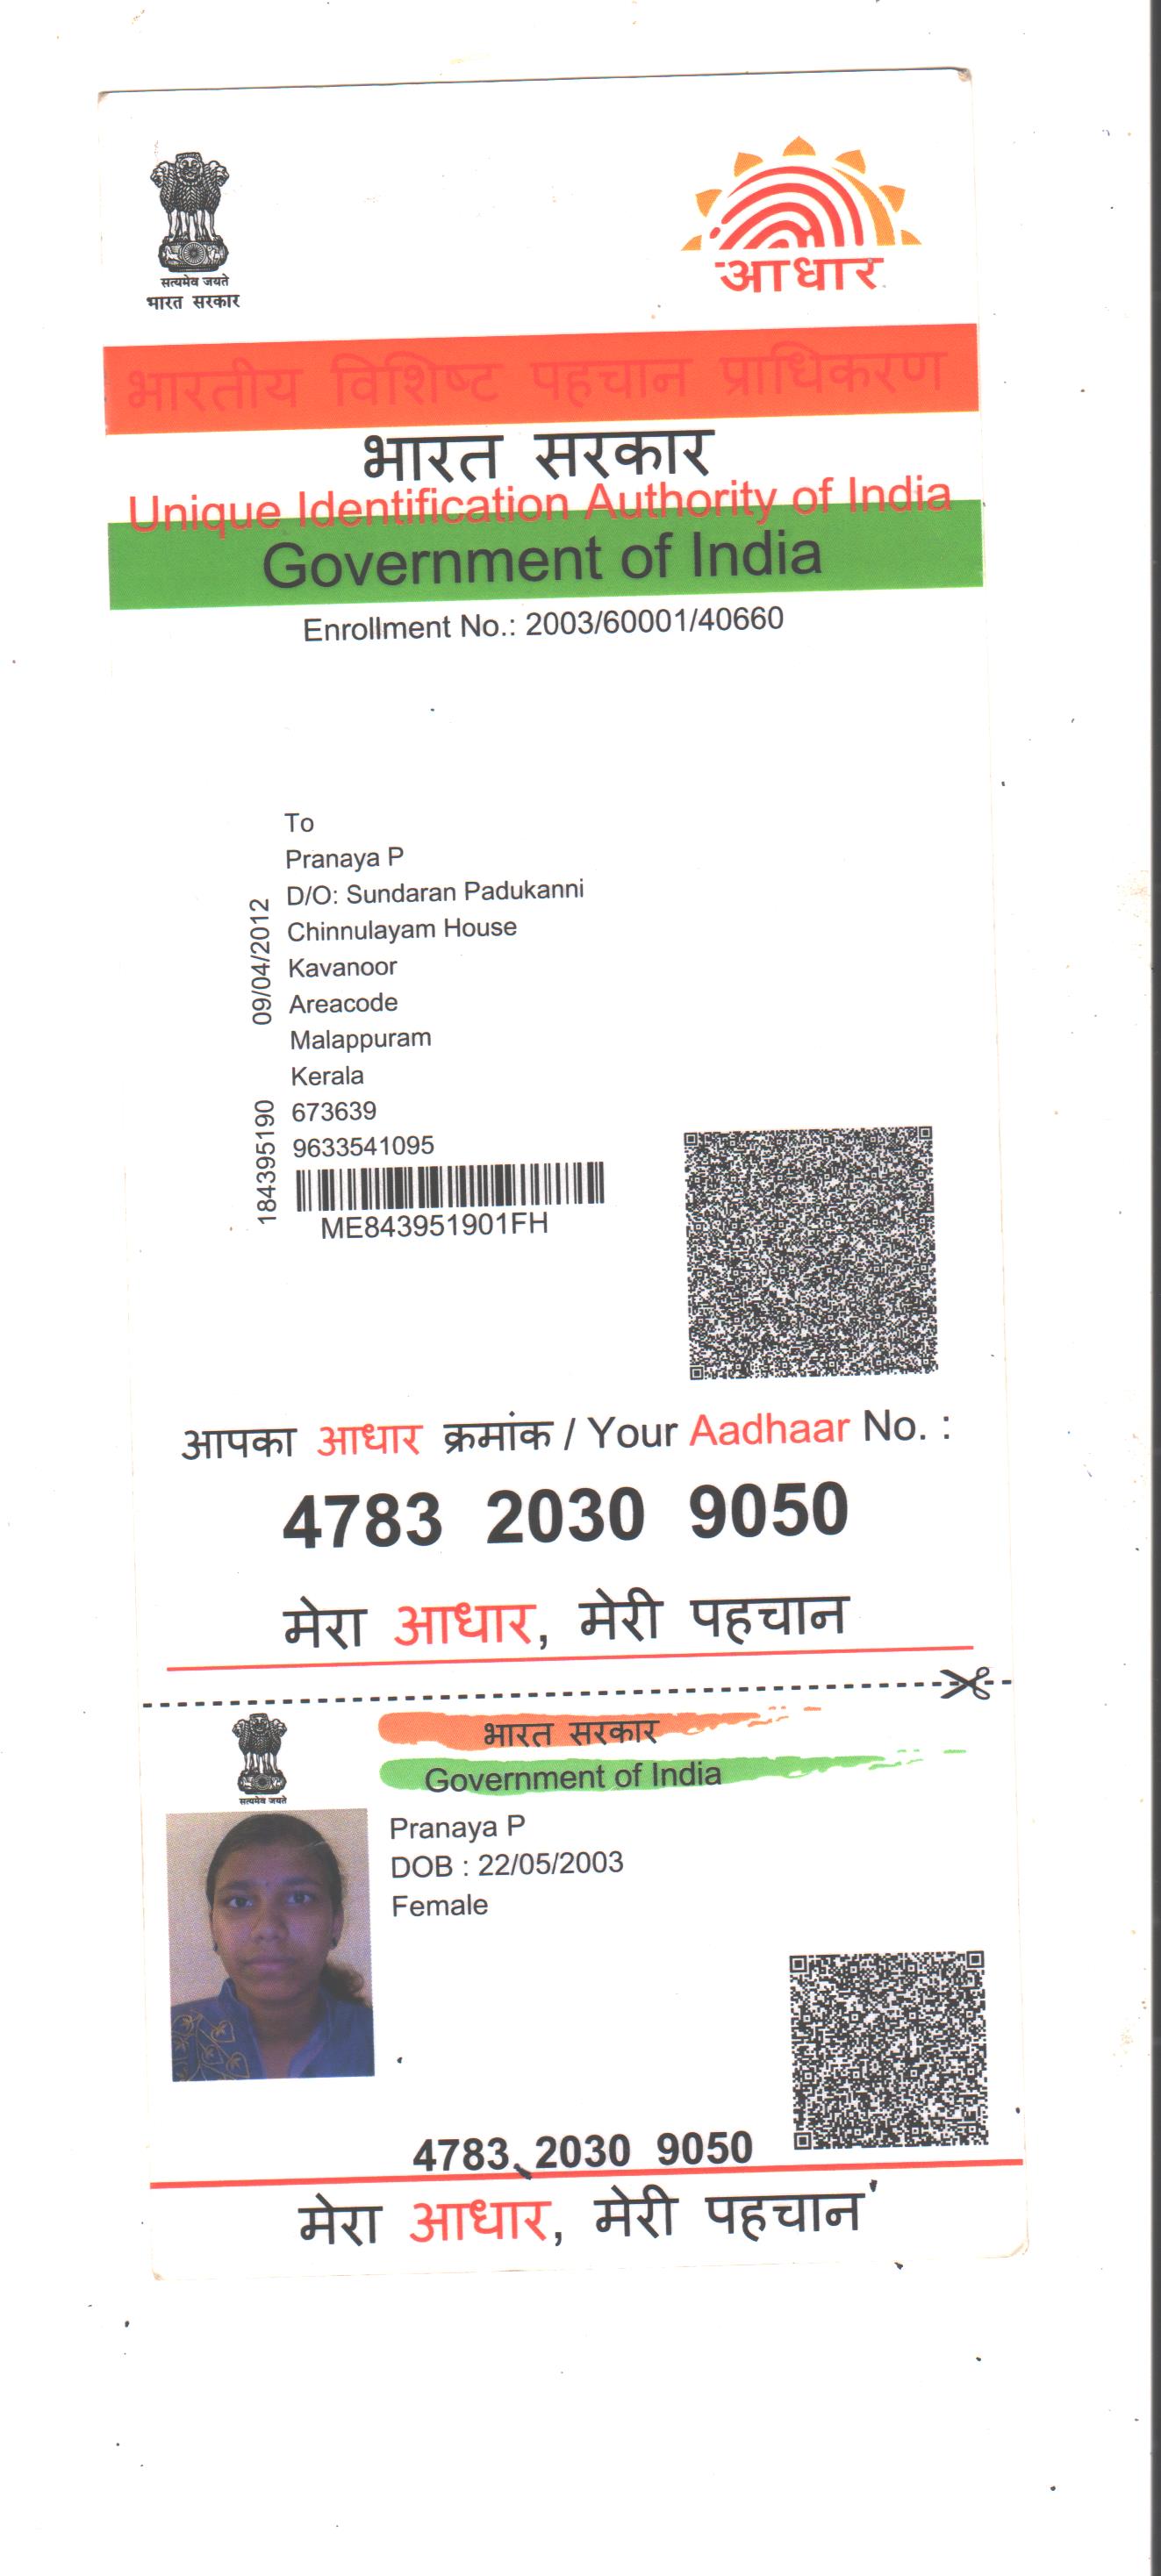 सत्यमेव जयते
भारत सरकार
आधार
भारतीय विशिष्ट पहचान प्राधिकरण
भारत सरकार
Unique Identification Authority of India
Government of India
Enrollment No.: 2003/60001/40660
To
Pranaya P
D/O: Sundaran Padukanni
Chinnulayam House
Kavanoor
Areacode
Malappuram
Kerala
673639
9633541095
09/04/2012
184395190
ME843951901FH
आपका आधार क्रमांक / Your Aadhaar No. :
4783 2030 9050
मेरा आधार, मेरी पहचान
सत्यमेव जयते
भारत सरकार
Government of India
Pranaya P
DOB : 22/05/2003
Female
4783 2030 9050
मेरा आधार, मेरी पहचान